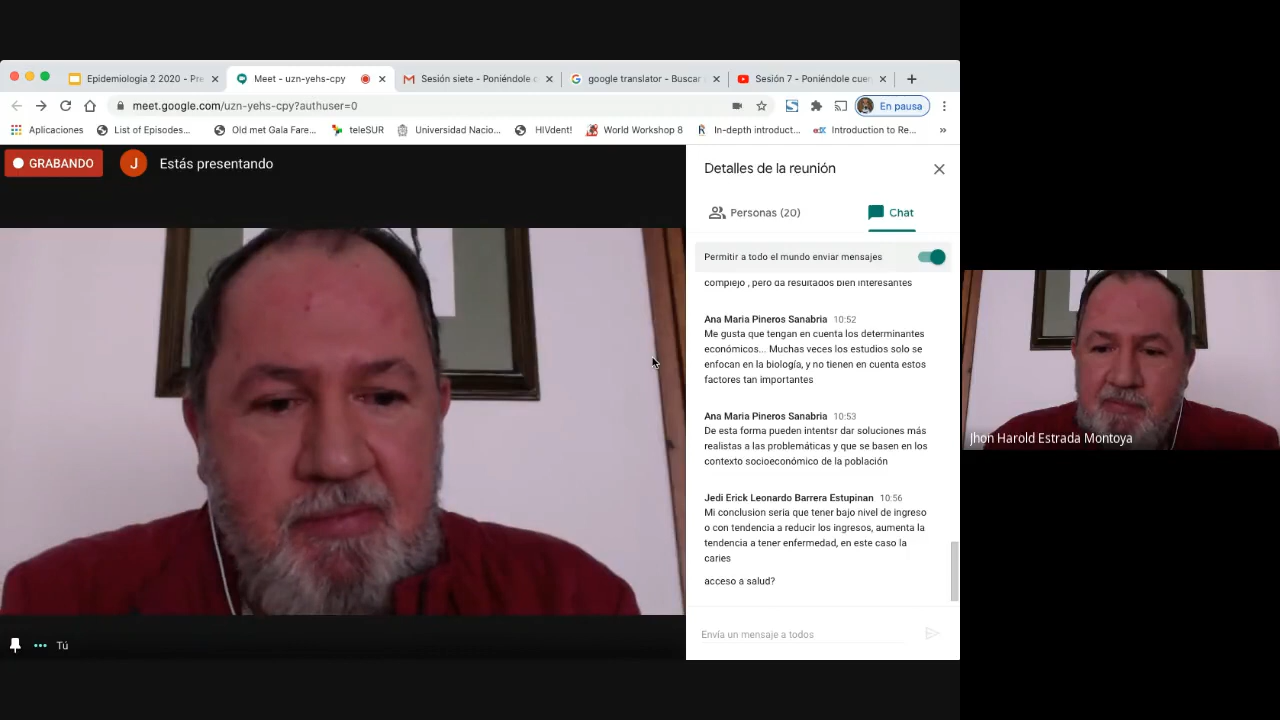 Epidemiología 2 2020 - Pre
Meet - uzn-yehs-cpy
Sesión siete - Poniéndole c
google translator - Buscar
Sesión 7 - Poniéndole cuen
meet.google.com/uzn-yehs-cpy?authuser=0
En pausa
Aplicaciones
List of Episodes...
Old met Gala Fare...
teleSUR
Universidad Nacio...
HIVdent!
World Workshop 8
In-depth introduct...
Introduction to Re...
»
GRABANDO
J
Estás presentando
Detalles de la reunión
Personas (20)
Chat
Permitir a todo el mundo enviar mensajes
complejo , pero da resultados bien interesantes
Ana Maria Pineros Sanabria 10:52
Me gusta que tengan en cuenta los determinantes
económicos... Muchas veces los estudios solo se
enfocan en la biología, y no tienen en cuenta estos
factores tan importantes
Ana Maria Pineros Sanabria 10:53
De esta forma pueden intentsr dar soluciones más
realistas a las problemáticas y que se basen en los
contexto socioeconómico de la población
Jedi Erick Leonardo Barrera Estupinan 10:56
Mi conclusion seria que tener bajo nivel de ingreso
o con tendencia a reducir los ingresos, aumenta la
tendencia a tener enfermedad, en este caso la
caries
acceso a salud?
Envía un mensaje a todos
Tú
Jhon Harold Estrada Montoya